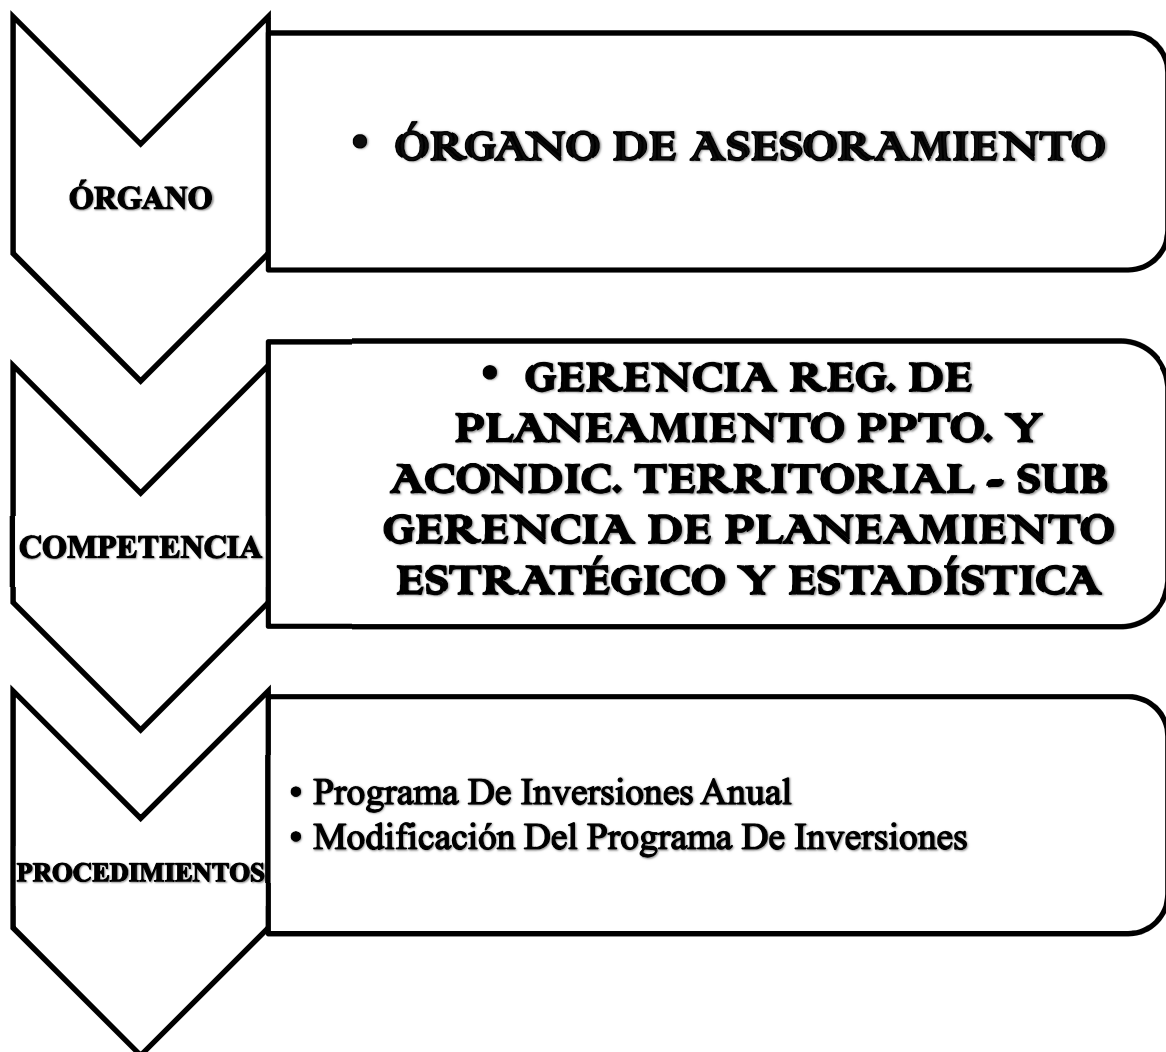 ÓRGANO
• ÓRGANO DE ASESORAMIENTO
COMPETENCIA
• GERENCIA REG. DE
PLANEAMIENTO PPTO. Y
ACONDIC. TERRITORIAL - SUB
GERENCIA DE PLANEAMIENTO
ESTRATÉGICO Y ESTADÍSTICA
PROCEDIMIENTOS
• Programa De Inversiones Anual
• Modificación Del Programa De Inversiones